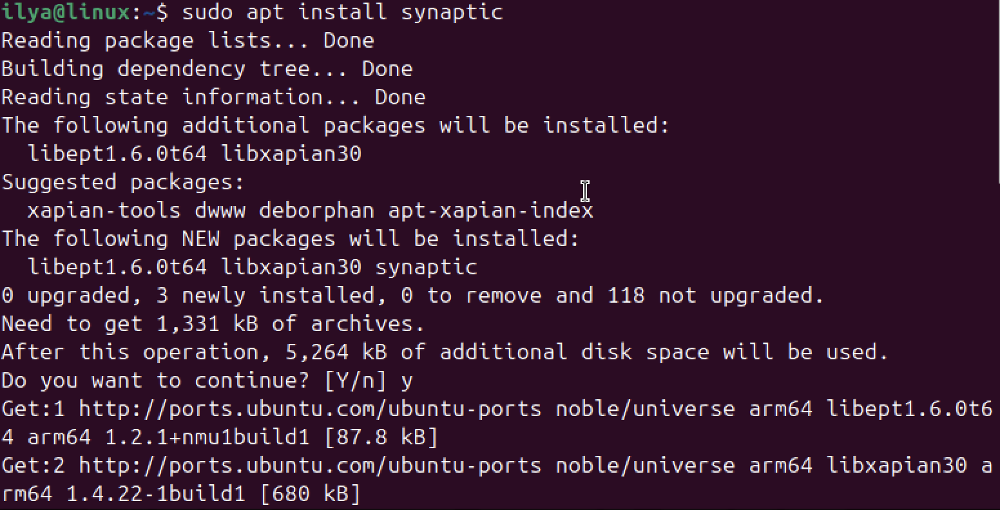 ilya@linux:~$ sudo apt install synaptic
Reading package lists... Done
Building dependency tree... Done
Reading state information... Done
The following additional packages will be installed:
  libept1.6.0t64 libxapian30
Suggested packages:
  xapian-tools dwww deborphan apt-xapian-index
The following NEW packages will be installed:
  libept1.6.0t64 libxapian30 synaptic
0 upgraded, 3 newly installed, 0 to remove and 118 not upgraded.
Need to get 1,331 kB of archives.
After this operation, 5,264 kB of additional disk space will be used.
Do you want to continue? [Y/n] y
Get:1 http://ports.ubuntu.com/ubuntu-ports noble/universe arm64 libept1.6.0t6
4 arm64 1.2.1+nmu1build1 [87.8 kB]
Get:2 http://ports.ubuntu.com/ubuntu-ports noble/universe arm64 libxapian30 a
rm64 1.4.22-1build1 [680 kB]